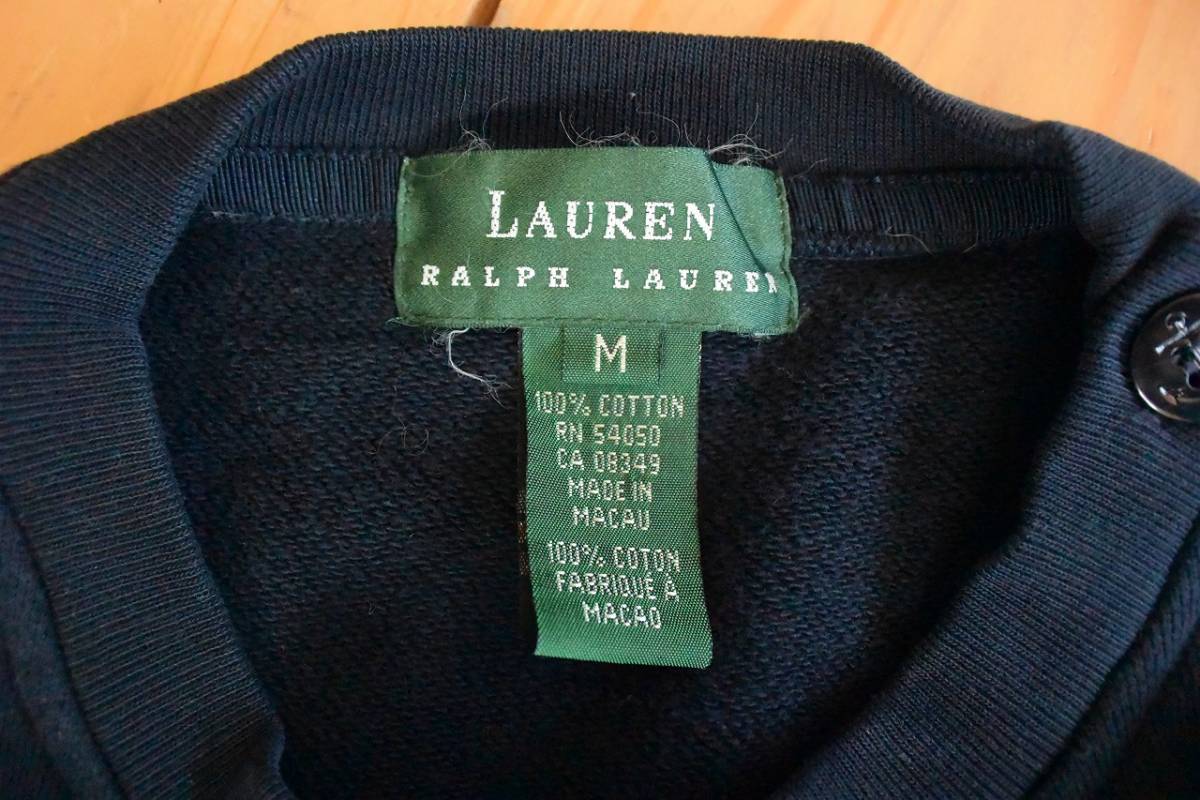 LAUREN
RALPH LAUREN
M
100% COTTON
RN 54050
CA 08349
MADE IN
MACAU
100% COTON
FABRIQUÉ À
MACAO